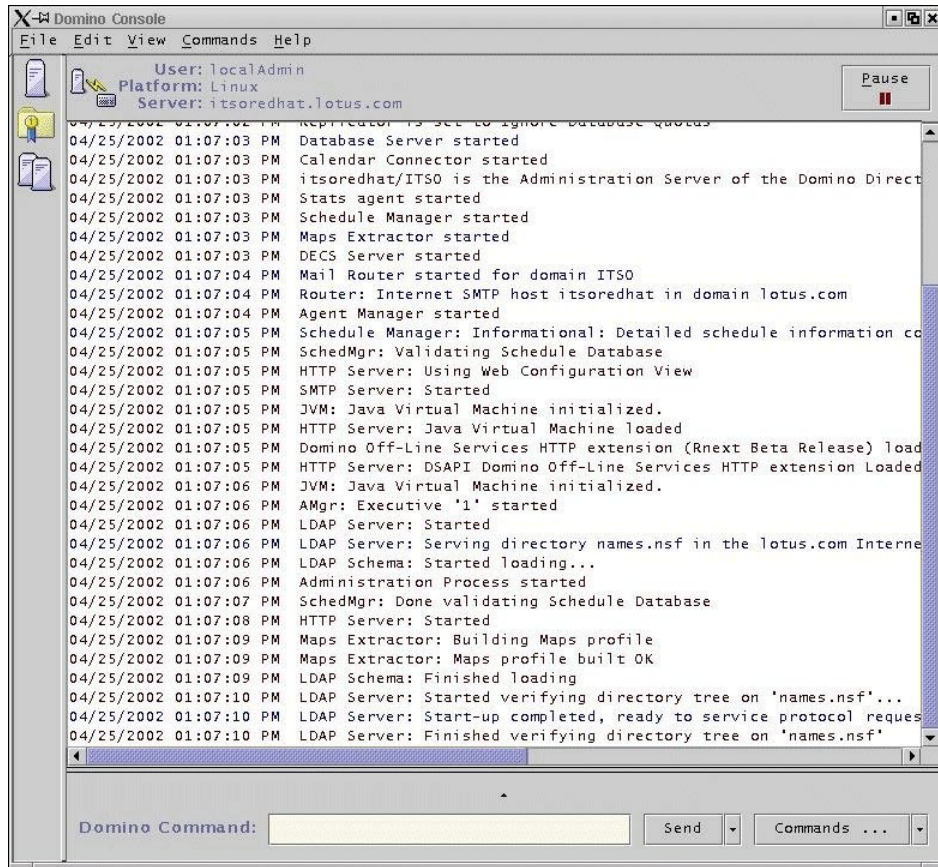 Domino Console
File Edit View Commands Help
User: localAdmin
Platform: Linux
Server: itsoredhat.lotus.com
Pause
04/25/2002 01:07:02 PM Replicator is set to Ignore Database Quotas
04/25/2002 01:07:03 PM Database Server started
04/25/2002 01:07:03 PM Calendar Connector started
04/25/2002 01:07:03 PM itsoredhat/ITSO is the Administration Server of the Domino Direct
04/25/2002 01:07:03 PM Stats agent started
04/25/2002 01:07:03 PM Schedule Manager started
04/25/2002 01:07:03 PM Maps Extractor started
04/25/2002 01:07:03 PM DECS Server started
04/25/2002 01:07:04 PM Mail Router started for domain ITSO
04/25/2002 01:07:04 PM Router: Internet SMTP host itsoredhat in domain lotus.com
04/25/2002 01:07:04 PM Agent Manager started
04/25/2002 01:07:05 PM Schedule Manager: Informational: Detailed schedule information co
04/25/2002 01:07:05 PM SchedMgr: Validating Schedule Database
04/25/2002 01:07:05 PM HTTP Server: Using Web Configuration View
04/25/2002 01:07:05 PM SMTP Server: Started
04/25/2002 01:07:05 PM JVM: Java Virtual Machine initialized.
04/25/2002 01:07:05 PM HTTP Server: Java Virtual Machine loaded
04/25/2002 01:07:05 PM Domino Off-Line Services HTTP extension (Rnext Beta Release) load
04/25/2002 01:07:05 PM HTTP Server: DSAPI Domino Off-Line Services HTTP extension Loaded
04/25/2002 01:07:06 PM JVM: Java Virtual Machine initialized.
04/25/2002 01:07:06 PM AMgr: Executive '1' started
04/25/2002 01:07:06 PM LDAP Server: Started
04/25/2002 01:07:06 PM LDAP Server: Serving directory names.nsf in the lotus.com Interne
04/25/2002 01:07:06 PM LDAP Schema: Started loading...
04/25/2002 01:07:06 PM Administration Process started
04/25/2002 01:07:07 PM SchedMgr: Done validating Schedule Database
04/25/2002 01:07:08 PM HTTP Server: Started
04/25/2002 01:07:09 PM Maps Extractor: Building Maps profile
04/25/2002 01:07:09 PM Maps Extractor: Maps profile built OK
04/25/2002 01:07:09 PM LDAP Schema: Finished loading
04/25/2002 01:07:10 PM LDAP Server: Started verifying directory tree on 'names.nsf'...
04/25/2002 01:07:10 PM LDAP Server: Start-up completed, ready to service protocol reques
04/25/2002 01:07:10 PM LDAP Server: Finished verifying directory tree on 'names.nsf'
Domino Command:
Send
Commands ...